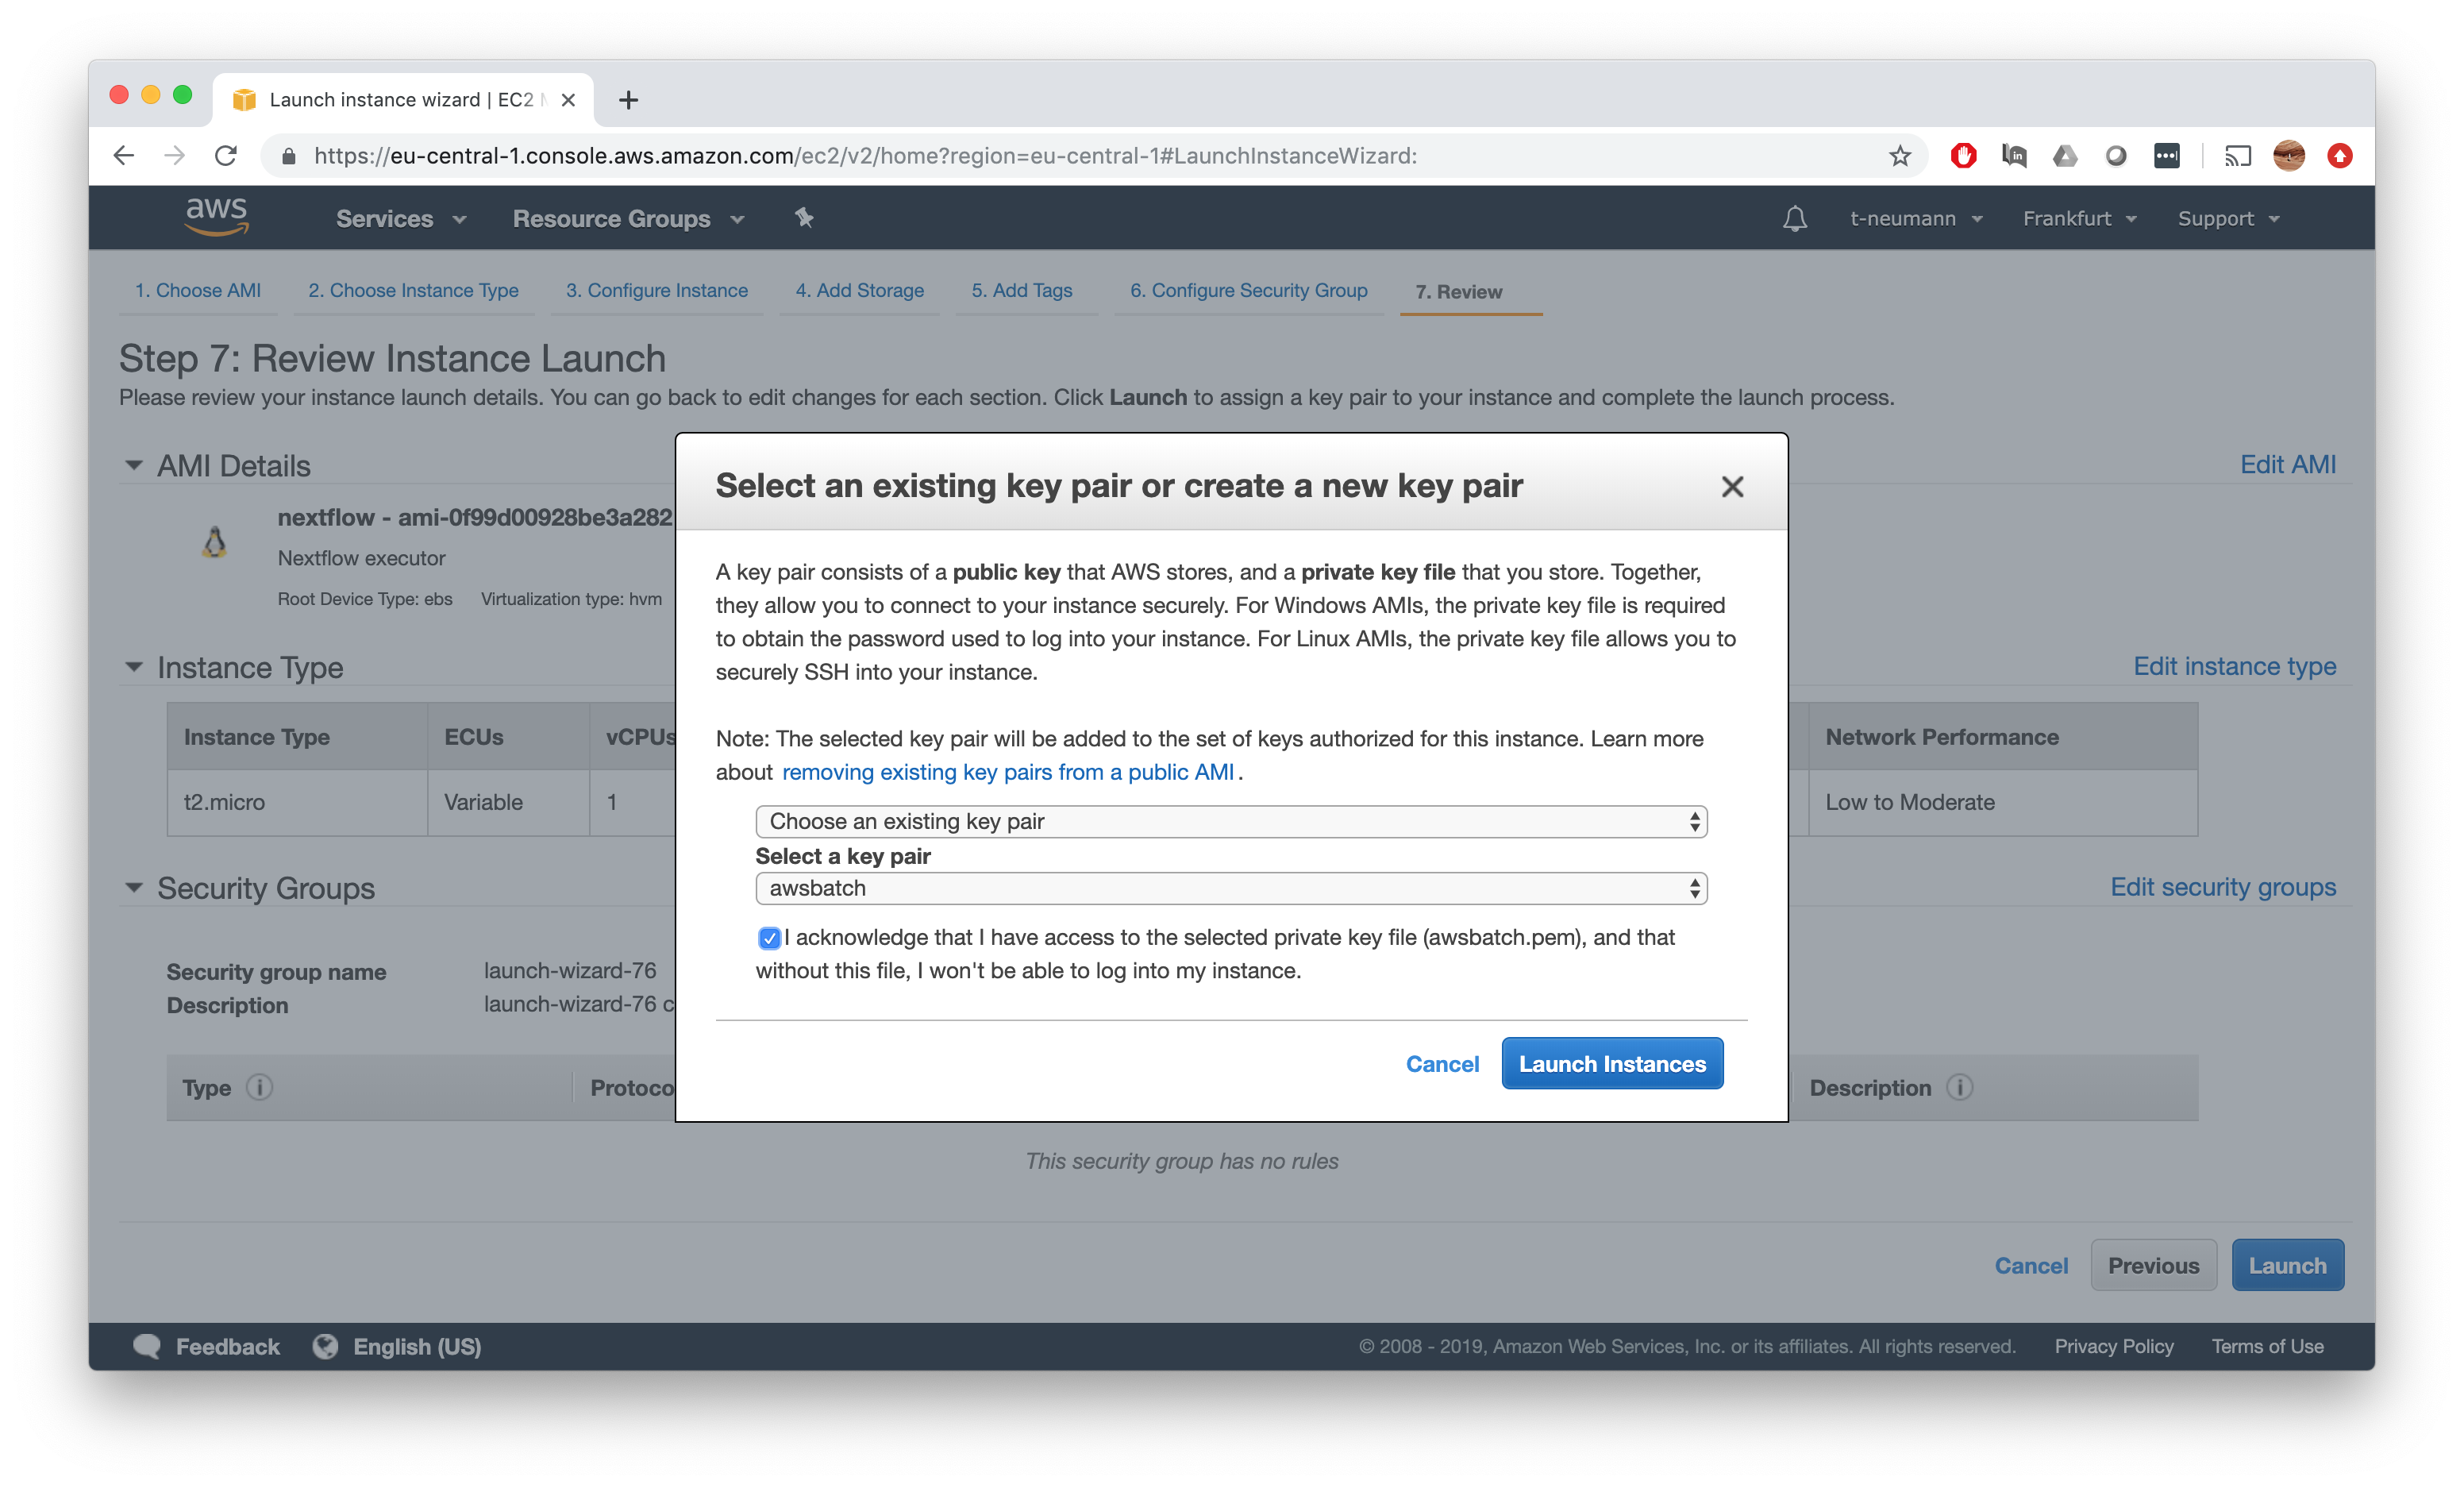 Launch instance wizard | EC2
https://eu-central-1.console.aws.amazon.com/ec2/v2/home?region=eu-central-1#LaunchInstanceWizard:
aws Services Resource Groups t-neumann Frankfurt Support
1. Choose AMI 2. Choose Instance Type 3. Configure Instance 4. Add Storage 5. Add Tags 6. Configure Security Group 7. Review
Step 7: Review Instance Launch
Please review your instance launch details. You can go back to edit changes for each section. Click Launch to assign a key pair to your instance and complete the launch process.
AMI Details
Edit AMI
nextflow - ami-0f99d00928be3a282
Nextflow executor
Root Device Type: ebs Virtualization type: hvm
Instance Type
Edit instance type
Instance Type ECUs vCPUs Network Performance
t2.micro Variable 1 Low to Moderate
Security Groups
Edit security groups
Security group name launch-wizard-76
Description launch-wizard-76 c
Type Protoco Description
This security group has no rules
Select an existing key pair or create a new key pair
A key pair consists of a public key that AWS stores, and a private key file that you store. Together,
they allow you to connect to your instance securely. For Windows AMIs, the private key file is required
to obtain the password used to log into your instance. For Linux AMIs, the private key file allows you to
securely SSH into your instance.
Note: The selected key pair will be added to the set of keys authorized for this instance. Learn more
about removing existing key pairs from a public AMI.
Choose an existing key pair
Select a key pair
awsbatch
I acknowledge that I have access to the selected private key file (awsbatch.pem), and that
without this file, I won't be able to log into my instance.
Cancel Launch Instances
Cancel Previous Launch
Feedback English (US) © 2008 - 2019, Amazon Web Services, Inc. or its affiliates. All rights reserved. Privacy Policy Terms of Use